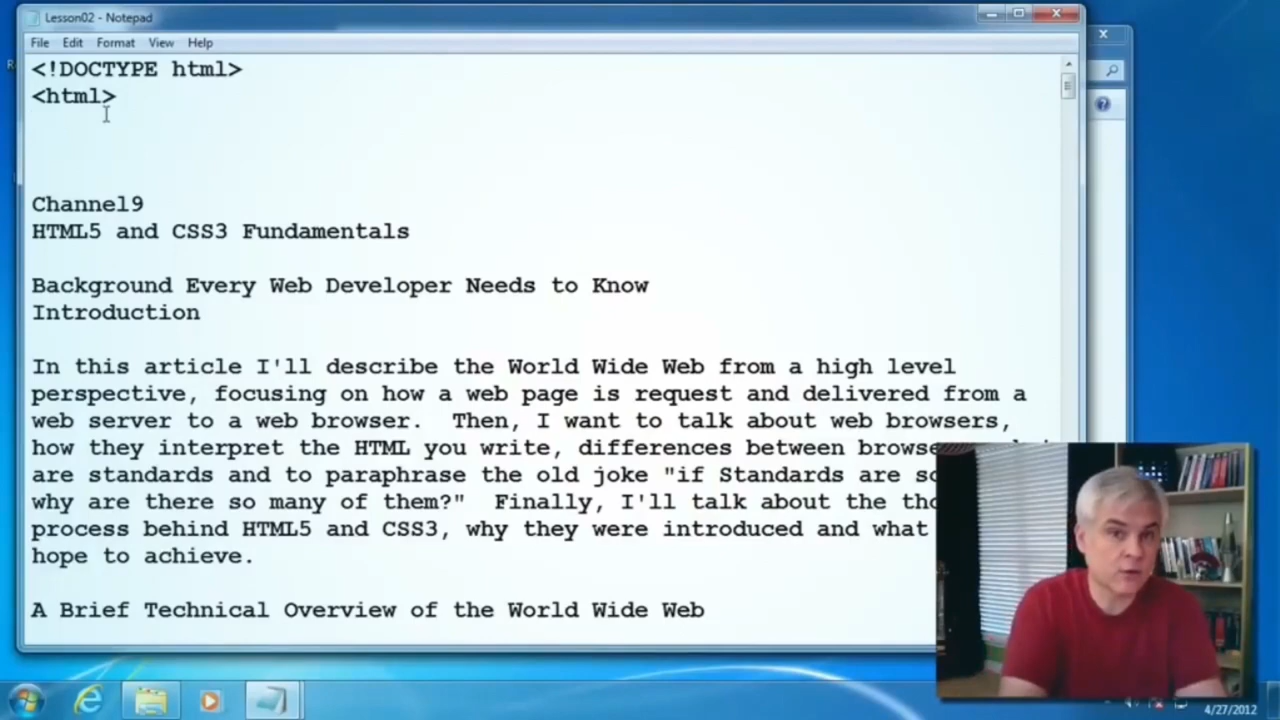 Lesson02 - Notepad
File Edit Format View Help
<!DOCTYPE html>
<html>
Channel9
HTML5 and CSS3 Fundamentals
Background Every Web Developer Needs to Know
Introduction
In this article I'll describe the World Wide Web from a high level
perspective, focusing on how a web page is request and delivered from a
web server to a web browser. Then, I want to talk about web browsers,
how they interpret the HTML you write, differences between
are standards and to paraphrase the old joke "if Standards are
why are there so many of them?" Finally, I'll talk about the
process behind HTML5 and CSS3, why they were introduced and what
hope to achieve.
A Brief Technical Overview of the World Wide Web
4/27/2012